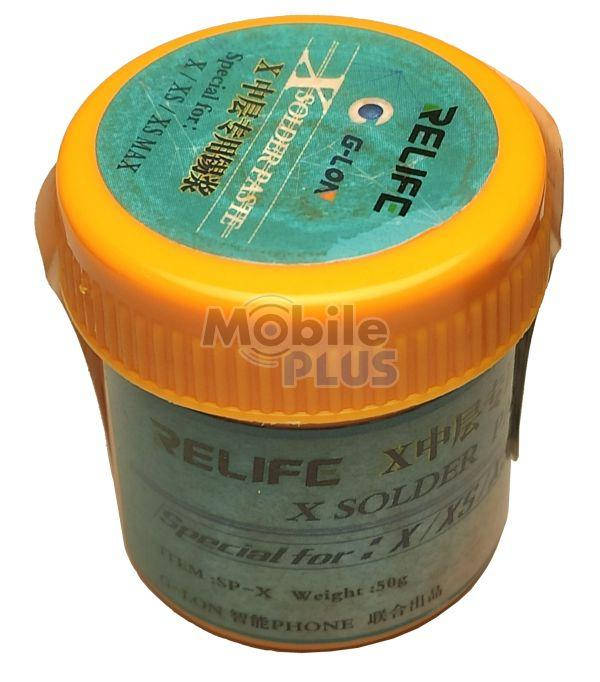 RELIFE
G-LON
X SOLDER PASTE
X中层专用锡浆
Special for:
X / XS / XS MAX
Mobile
PLUS
RELIFE X中层专
X SOLDER P
Special for : X/XS/X
ITEM :SP-X Weight :50g
G-LON 智能PHONE 联合出品